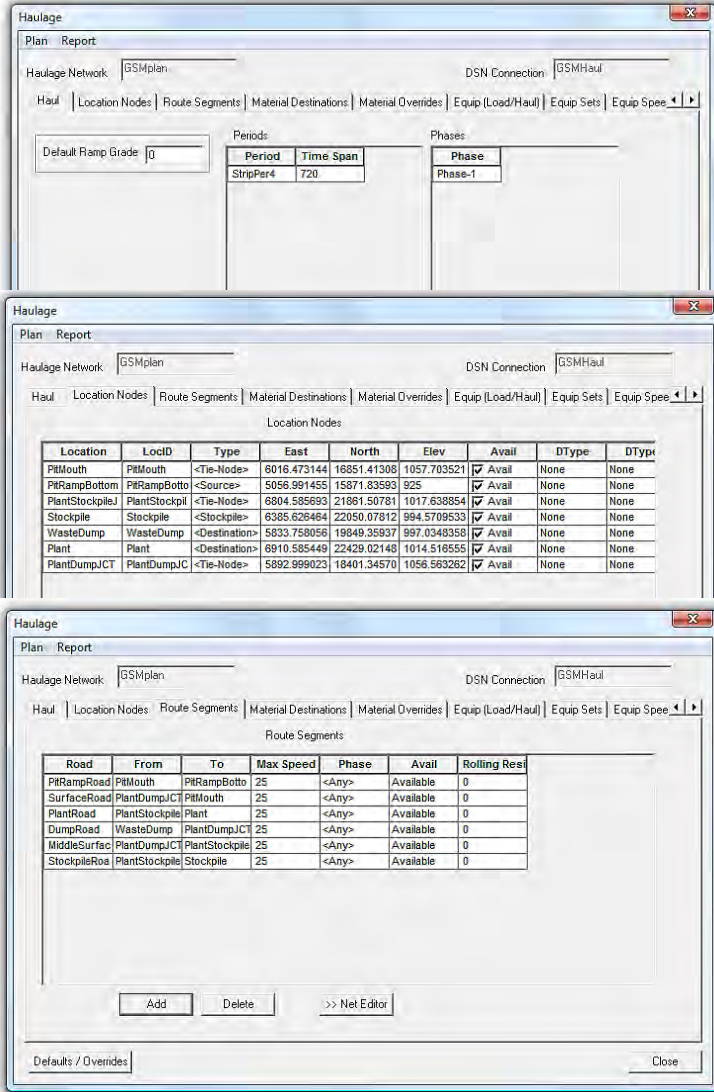 Haulage
Plan Report
Haulage Network GSMplan DSN Connection GSMHaul
Haul Location Nodes Route Segments Material Destinations Material Overrides Equip (Load/Haul) Equip Sets Equip Spee
Default Ramp Grade 0
Periods Phases
Period Time Span Phase
StripPer4 720 Phase-1
Haulage
Plan Report
Haulage Network GSMplan DSN Connection GSMHaul
Haul Location Nodes Route Segments Material Destinations Material Overrides Equip (Load/Haul) Equip Sets Equip Spee
Location Nodes
Location LocID Type East North Elev Avail DType DType
PitMouth PitMouth <Tie-Node> 6016.473144 16851.41308 1057.703521 Avail None None
PitRampBottom PitRampBotto <Source> 5056.991455 15871.83593 925 Avail None None
PlantStockpileJ PlantStockpil <Tie-Node> 6804.585693 21861.50781 1017.638854 Avail None None
Stockpile Stockpile <Stockpile> 6385.626464 22050.07812 994.5709533 Avail None None
WasteDump WasteDump <Destination> 5833.758056 19849.35937 997.0348358 Avail None None
Plant Plant <Destination> 6910.585449 22429.02148 1014.516555 Avail None None
PlantDumpJCT PlantDumpJC <Tie-Node> 5892.999023 18401.34570 1056.563262 Avail None None
Haulage
Plan Report
Haulage Network GSMplan DSN Connection GSMHaul
Haul Location Nodes Route Segments Material Destinations Material Overrides Equip (Load/Haul) Equip Sets Equip Spee
Route Segments
Road From To Max Speed Phase Avail Rolling Resi
PitRampRoad PitMouth PitRampBotto 25 <Any> Available 0
SurfaceRoad PlantDumpJCT PitMouth 25 <Any> Available 0
PlantRoad PlantStockpile Plant 25 <Any> Available 0
DumpRoad WasteDump PlantDumpJCT 25 <Any> Available 0
MiddleSurfac PlantDumpJCT PlantStockpile 25 <Any> Available 0
StockpileRoa PlantStockpile Stockpile 25 <Any> Available 0
Add Delete >> Net Editor
Defaults / Overrides Close